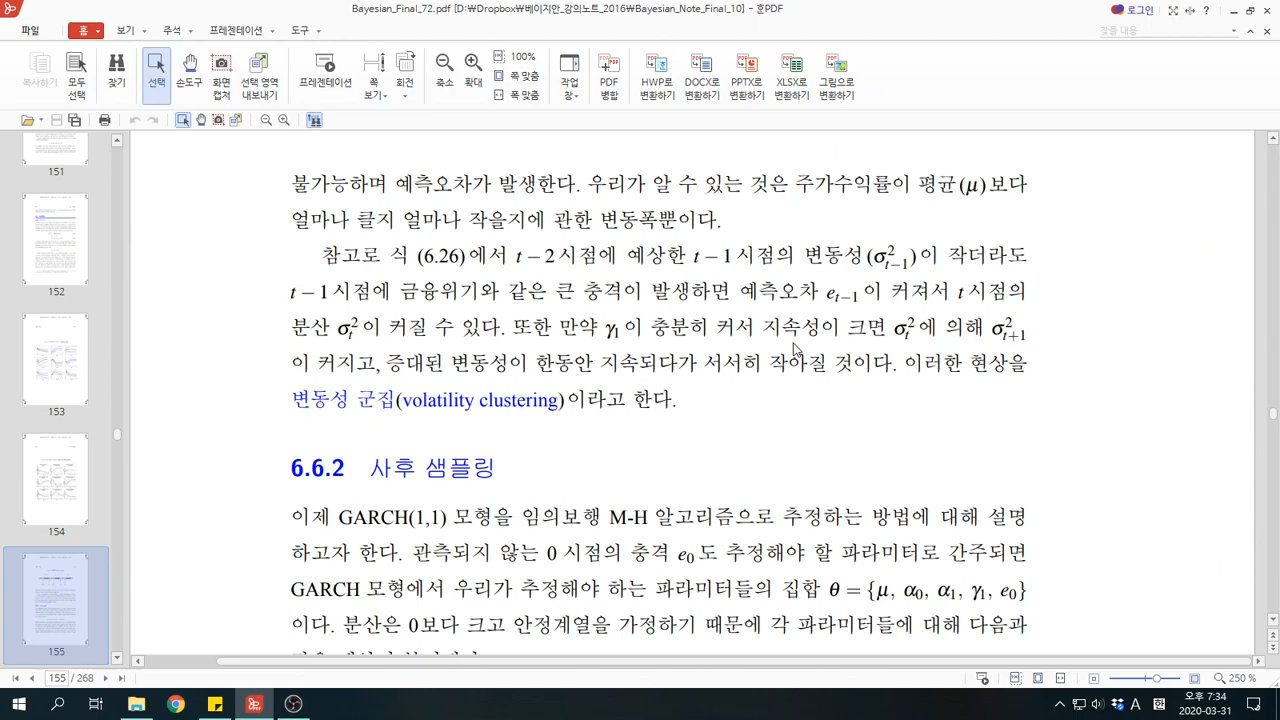 Bayesian_Final_72.pdf [D:₩Dropbox₩베이지안_강의노트_2016₩Bayesian_Note_Final_10] - 훈PDF
로그인
파일 홈 보기 주석 프레젠테이션 도구 찾을 내용
복사하기 모두 선택 찾기 선택 손도구 화면 캡처 선택 영역 내보내기 프레젠테이션 쪽 보기 회전 축소 확대 100% 쪽 맞춤 폭 맞춤 작업 창 PDF 병합 HWP로 변환하기 DOCX로 변환하기 PPTX로 변환하기 XLSX로 변환하기 그림으로 변환하기
151
152
153
154
155
불가능하며 예측오차가 발생한다. 우리가 알 수 있는 것은 주가수익률이 평균(μ)보다
얼마나 클지 얼마나 작을지에 관한 변동폭뿐이다.
참고로 식 (6.26)에서 t − 2시점에 예상한 t − 1시점의 변동성(σ²ₜ₋₁)이 작더라도
t − 1시점에 금융위기와 같은 큰 충격이 발생하면 예측오차 eₜ₋₁이 커져서 t시점의
분산 σ²ₜ이 커질 수 있다. 또한 만약 γ₁이 충분히 커서 지속성이 크면 σ²ₜ에 의해 σ²ₜ₊₁
이 커지고, 증대된 변동성이 한동안 지속되다가 서서히 작아질 것이다. 이러한 현상을
변동성 군집(volatility clustering)이라고 한다.
6.6.2 사후 샘플링
이제 GARCH(1,1) 모형을 임의보행 M-H 알고리즘으로 추정하는 방법에 대해 설명
하고자 한다. 관측되지 않는 0 시점의 충격 e₀도 추정해야 할 파라미터로 간주되면
GARCH 모형에서 우리가 추정해야 하는 파라미터들의 집합 θ = {μ, α₀, α₁, γ₁, e₀}
이다. 분산은 0보다 크고 안정계열을 가정하기 때문에 각 파라미터들에 대해 다음과
155 / 268
250 %
A 한
오후 7:34
2020-03-31